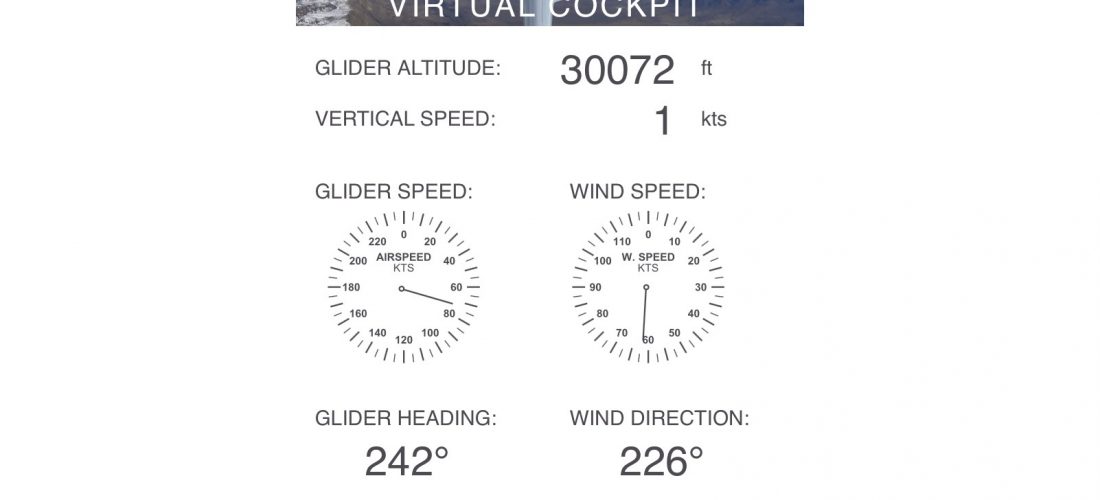 VIRTUAL COCKPIT
GLIDER ALTITUDE: 30072 ft
VERTICAL SPEED: 1 kts
GLIDER SPEED: WIND SPEED:
0
20
40
60
80
100
120
140
160
180
200
220
AIRSPEED
KTS
0
10
20
30
40
50
60
70
80
90
100
110
W. SPEED
KTS
GLIDER HEADING: WIND DIRECTION:
242° 226°